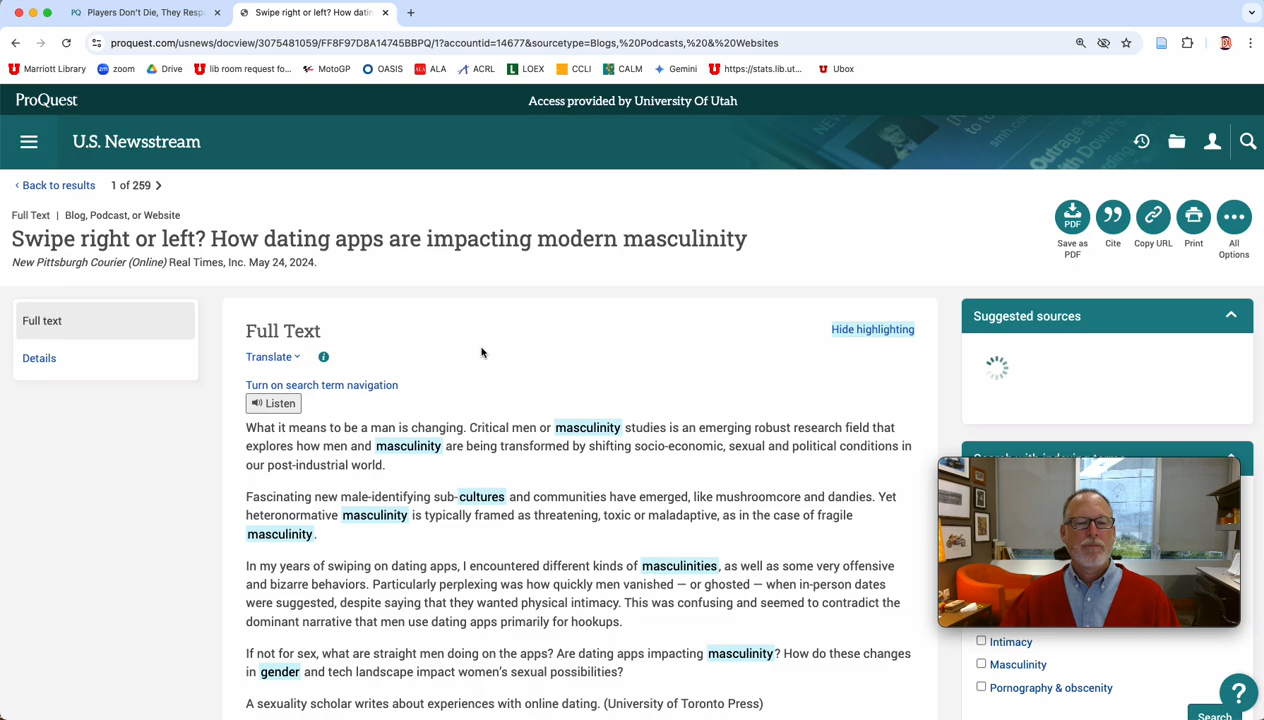 Players Don't Die, They Resp
Swipe right or left? How datin
proquest.com/usnews/docview/3075481059/FF8F97D8A14745BBPQ/1?accountid=14677&sourcetype=Blogs,%20Podcasts,%20&%20Websites
Marriott Library zoom Drive lib room request fo... MotoGP OASIS ALA ACRL LOEX CCLI CALM Gemini https://stats.lib.ut... Ubox
ProQuest
Access provided by University Of Utah
U.S. Newsstream
‹ Back to results 1 of 259
Full Text | Blog, Podcast, or Website
Swipe right or left? How dating apps are impacting modern masculinity
New Pittsburgh Courier (Online) Real Times, Inc. May 24, 2024.
PDF
Save as PDF
Cite
Copy URL
Print
All Options
Full text
Details
Full Text
Hide highlighting
Translate
Turn on search term navigation
Listen
What it means to be a man is changing. Critical men or masculinity studies is an emerging robust research field that
explores how men and masculinity are being transformed by shifting socio-economic, sexual and political conditions in
our post-industrial world.
Fascinating new male-identifying sub-cultures and communities have emerged, like mushroomcore and dandies. Yet
heteronormative masculinity is typically framed as threatening, toxic or maladaptive, as in the case of fragile
masculinity.
In my years of swiping on dating apps, I encountered different kinds of masculinities, as well as some very offensive
and bizarre behaviors. Particularly perplexing was how quickly men vanished — or ghosted — when in-person dates
were suggested, despite saying that they wanted physical intimacy. This was confusing and seemed to contradict the
dominant narrative that men use dating apps primarily for hookups.
If not for sex, what are straight men doing on the apps? Are dating apps impacting masculinity? How do these changes
in gender and tech landscape impact women's sexual possibilities?
A sexuality scholar writes about experiences with online dating. (University of Toronto Press)
Suggested sources
Search with indexing terms
Intimacy
Masculinity
Pornography & obscenity
Search
?